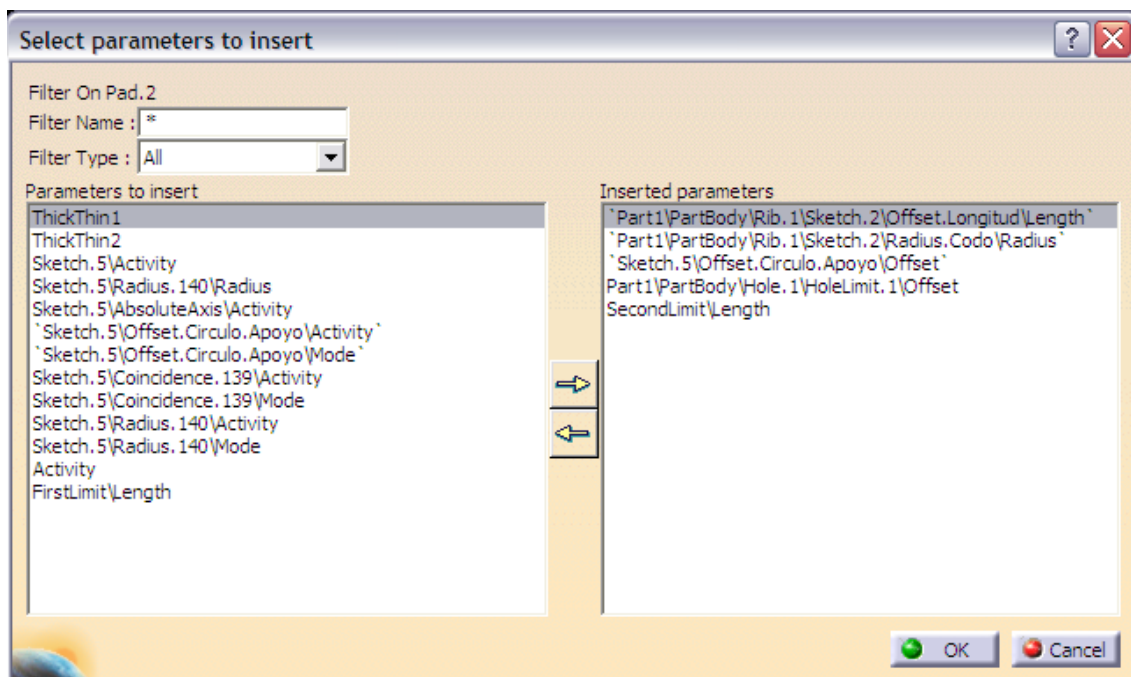 Select parameters to insert
?
Filter On Pad.2
Filter Name : *
Filter Type : All
Parameters to insert
ThickThin1
ThickThin2
Sketch.5\Activity
Sketch.5\Radius.140\Radius
Sketch.5\AbsoluteAxis\Activity
`Sketch.5\Offset.Circulo.Apoyo\Activity`
`Sketch.5\Offset.Circulo.Apoyo\Mode`
Sketch.5\Coincidence.139\Activity
Sketch.5\Coincidence.139\Mode
Sketch.5\Radius.140\Activity
Sketch.5\Radius.140\Mode
Activity
FirstLimit\Length
Inserted parameters
`Part1\PartBody\Rib.1\Sketch.2\Offset.Longitud\Length`
`Part1\PartBody\Rib.1\Sketch.2\Radius.Codo\Radius`
`Sketch.5\Offset.Circulo.Apoyo\Offset`
Part1\PartBody\Hole.1\HoleLimit.1\Offset
SecondLimit\Length
OK
Cancel